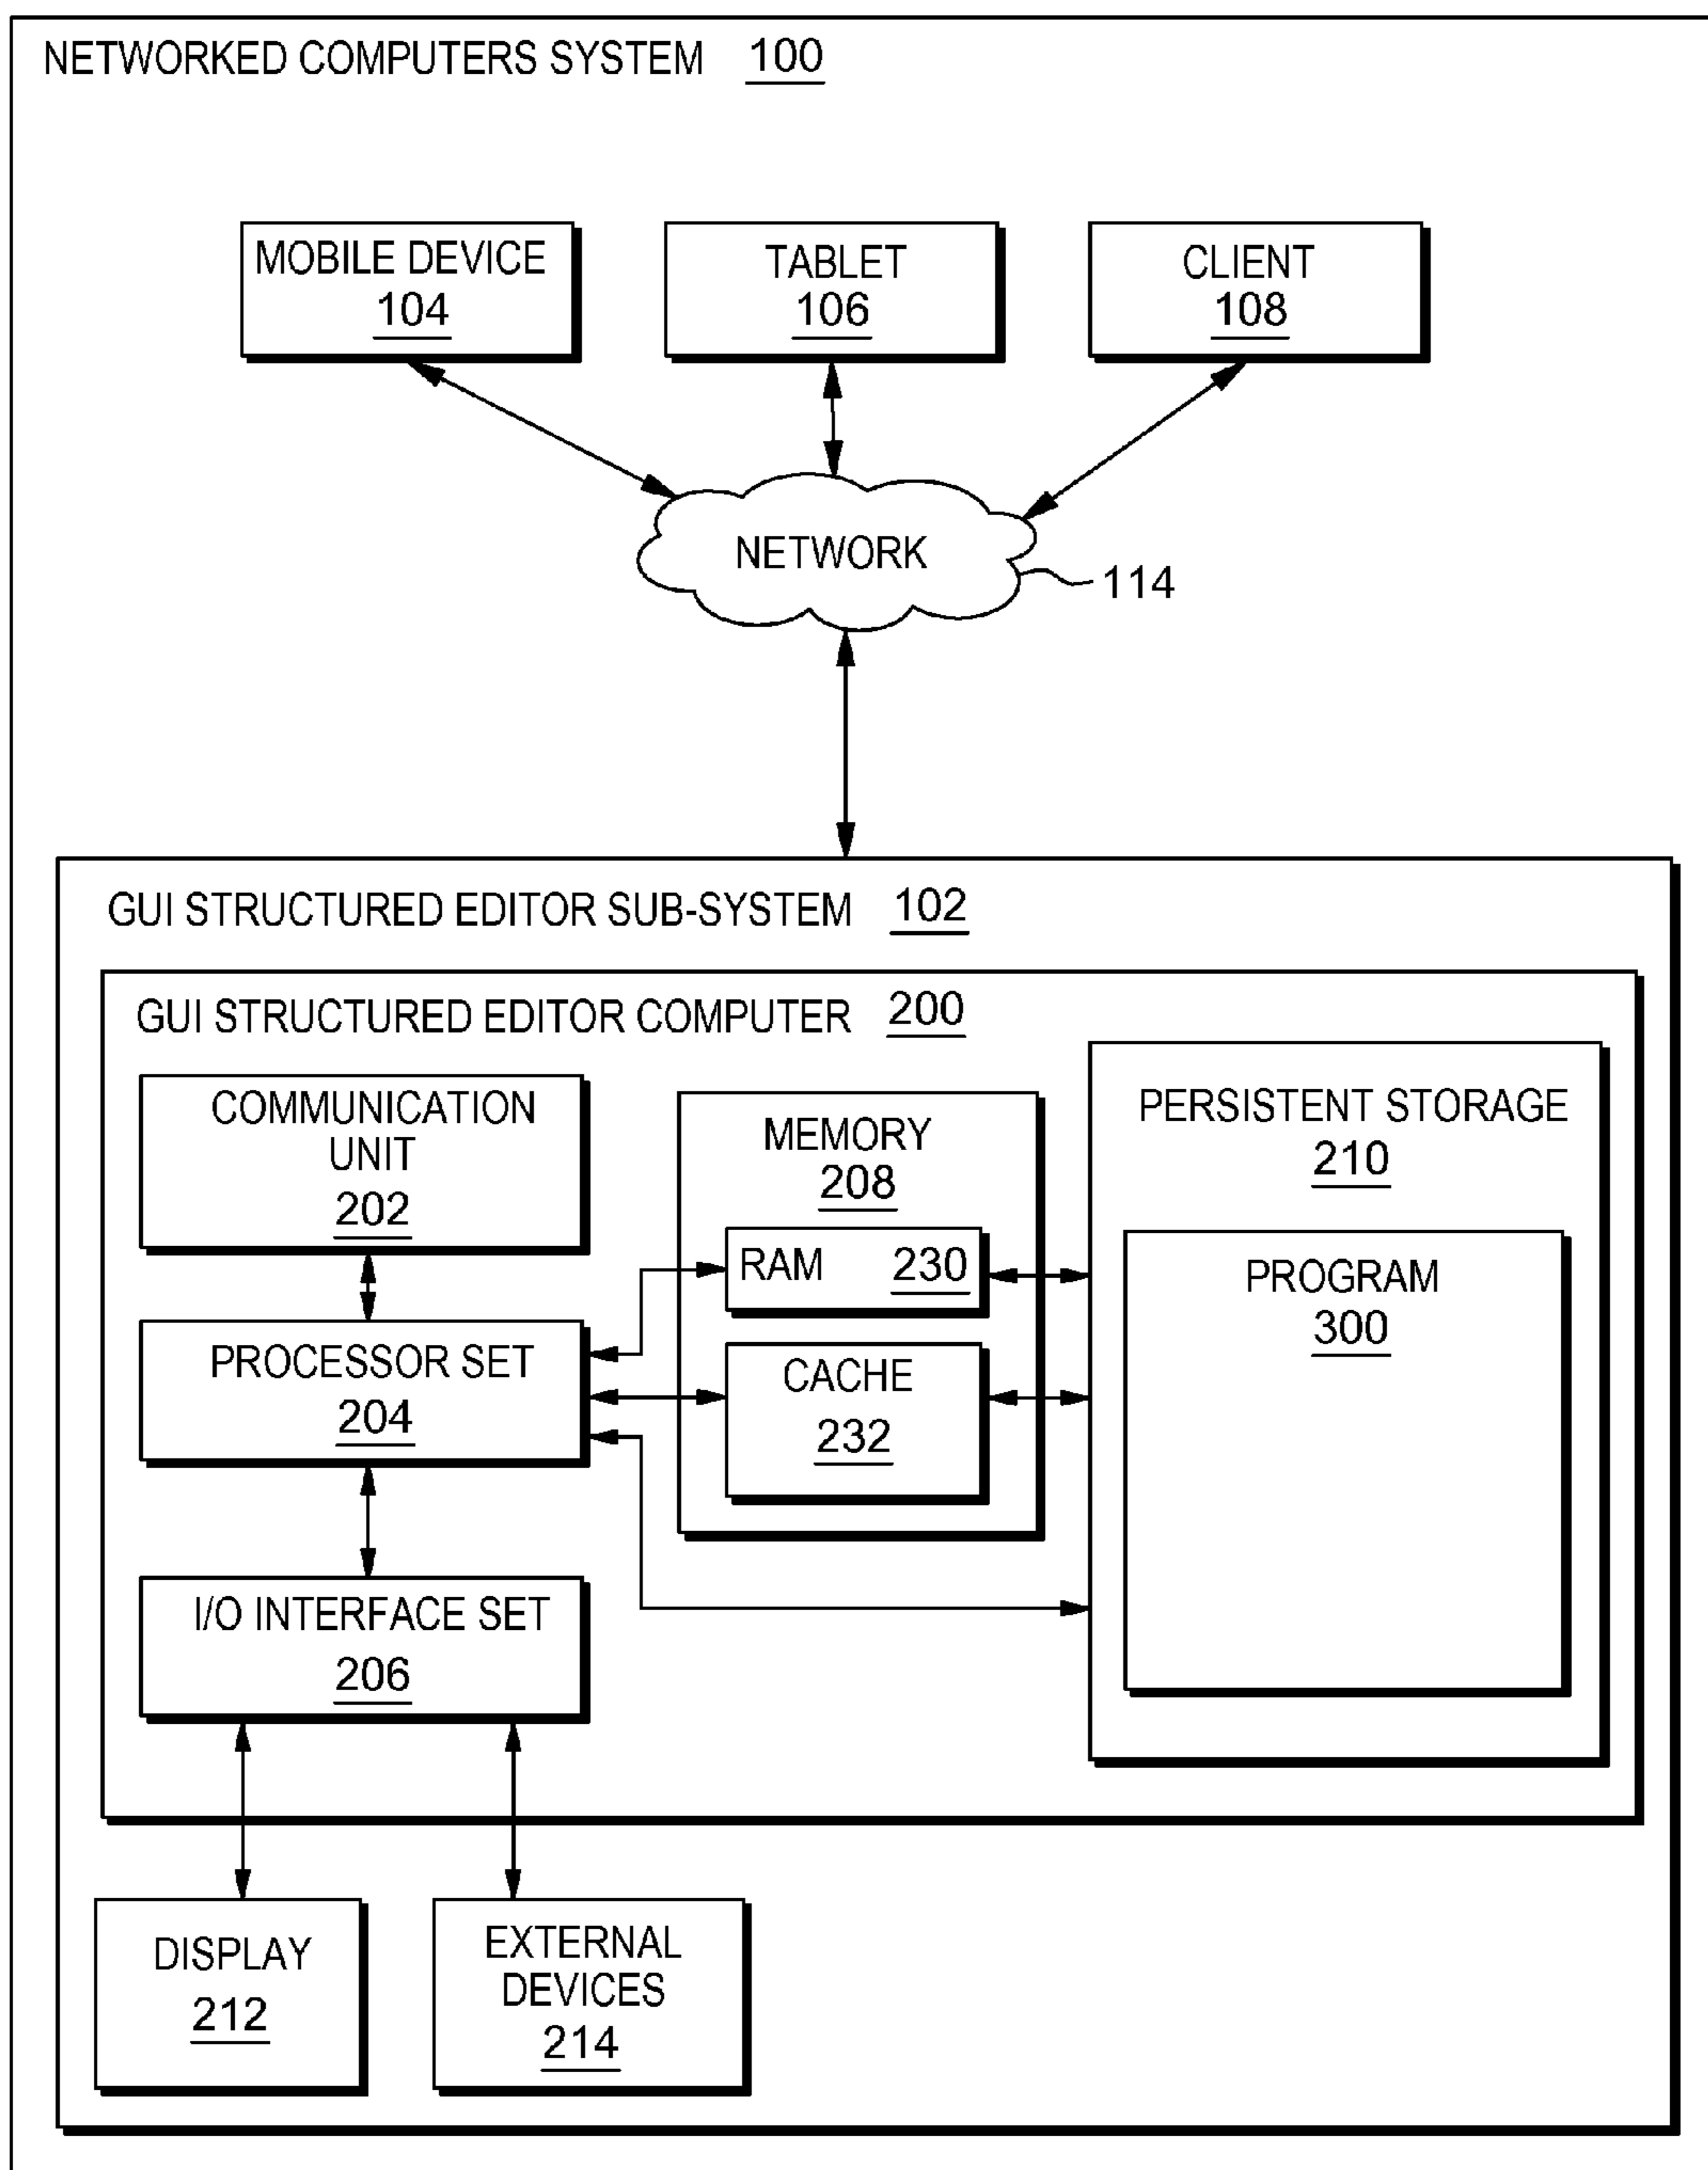 NETWORKED COMPUTERS SYSTEM 100
MOBILE DEVICE
104
TABLET
106
CLIENT
108
NETWORK
114
GUI STRUCTURED EDITOR SUB-SYSTEM 102
GUI STRUCTURED EDITOR COMPUTER 200
COMMUNICATION
UNIT
202
PROCESSOR SET
204
I/O INTERFACE SET
206
MEMORY
208
RAM 230
CACHE
232
PERSISTENT STORAGE
210
PROGRAM
300
DISPLAY
212
EXTERNAL
DEVICES
214